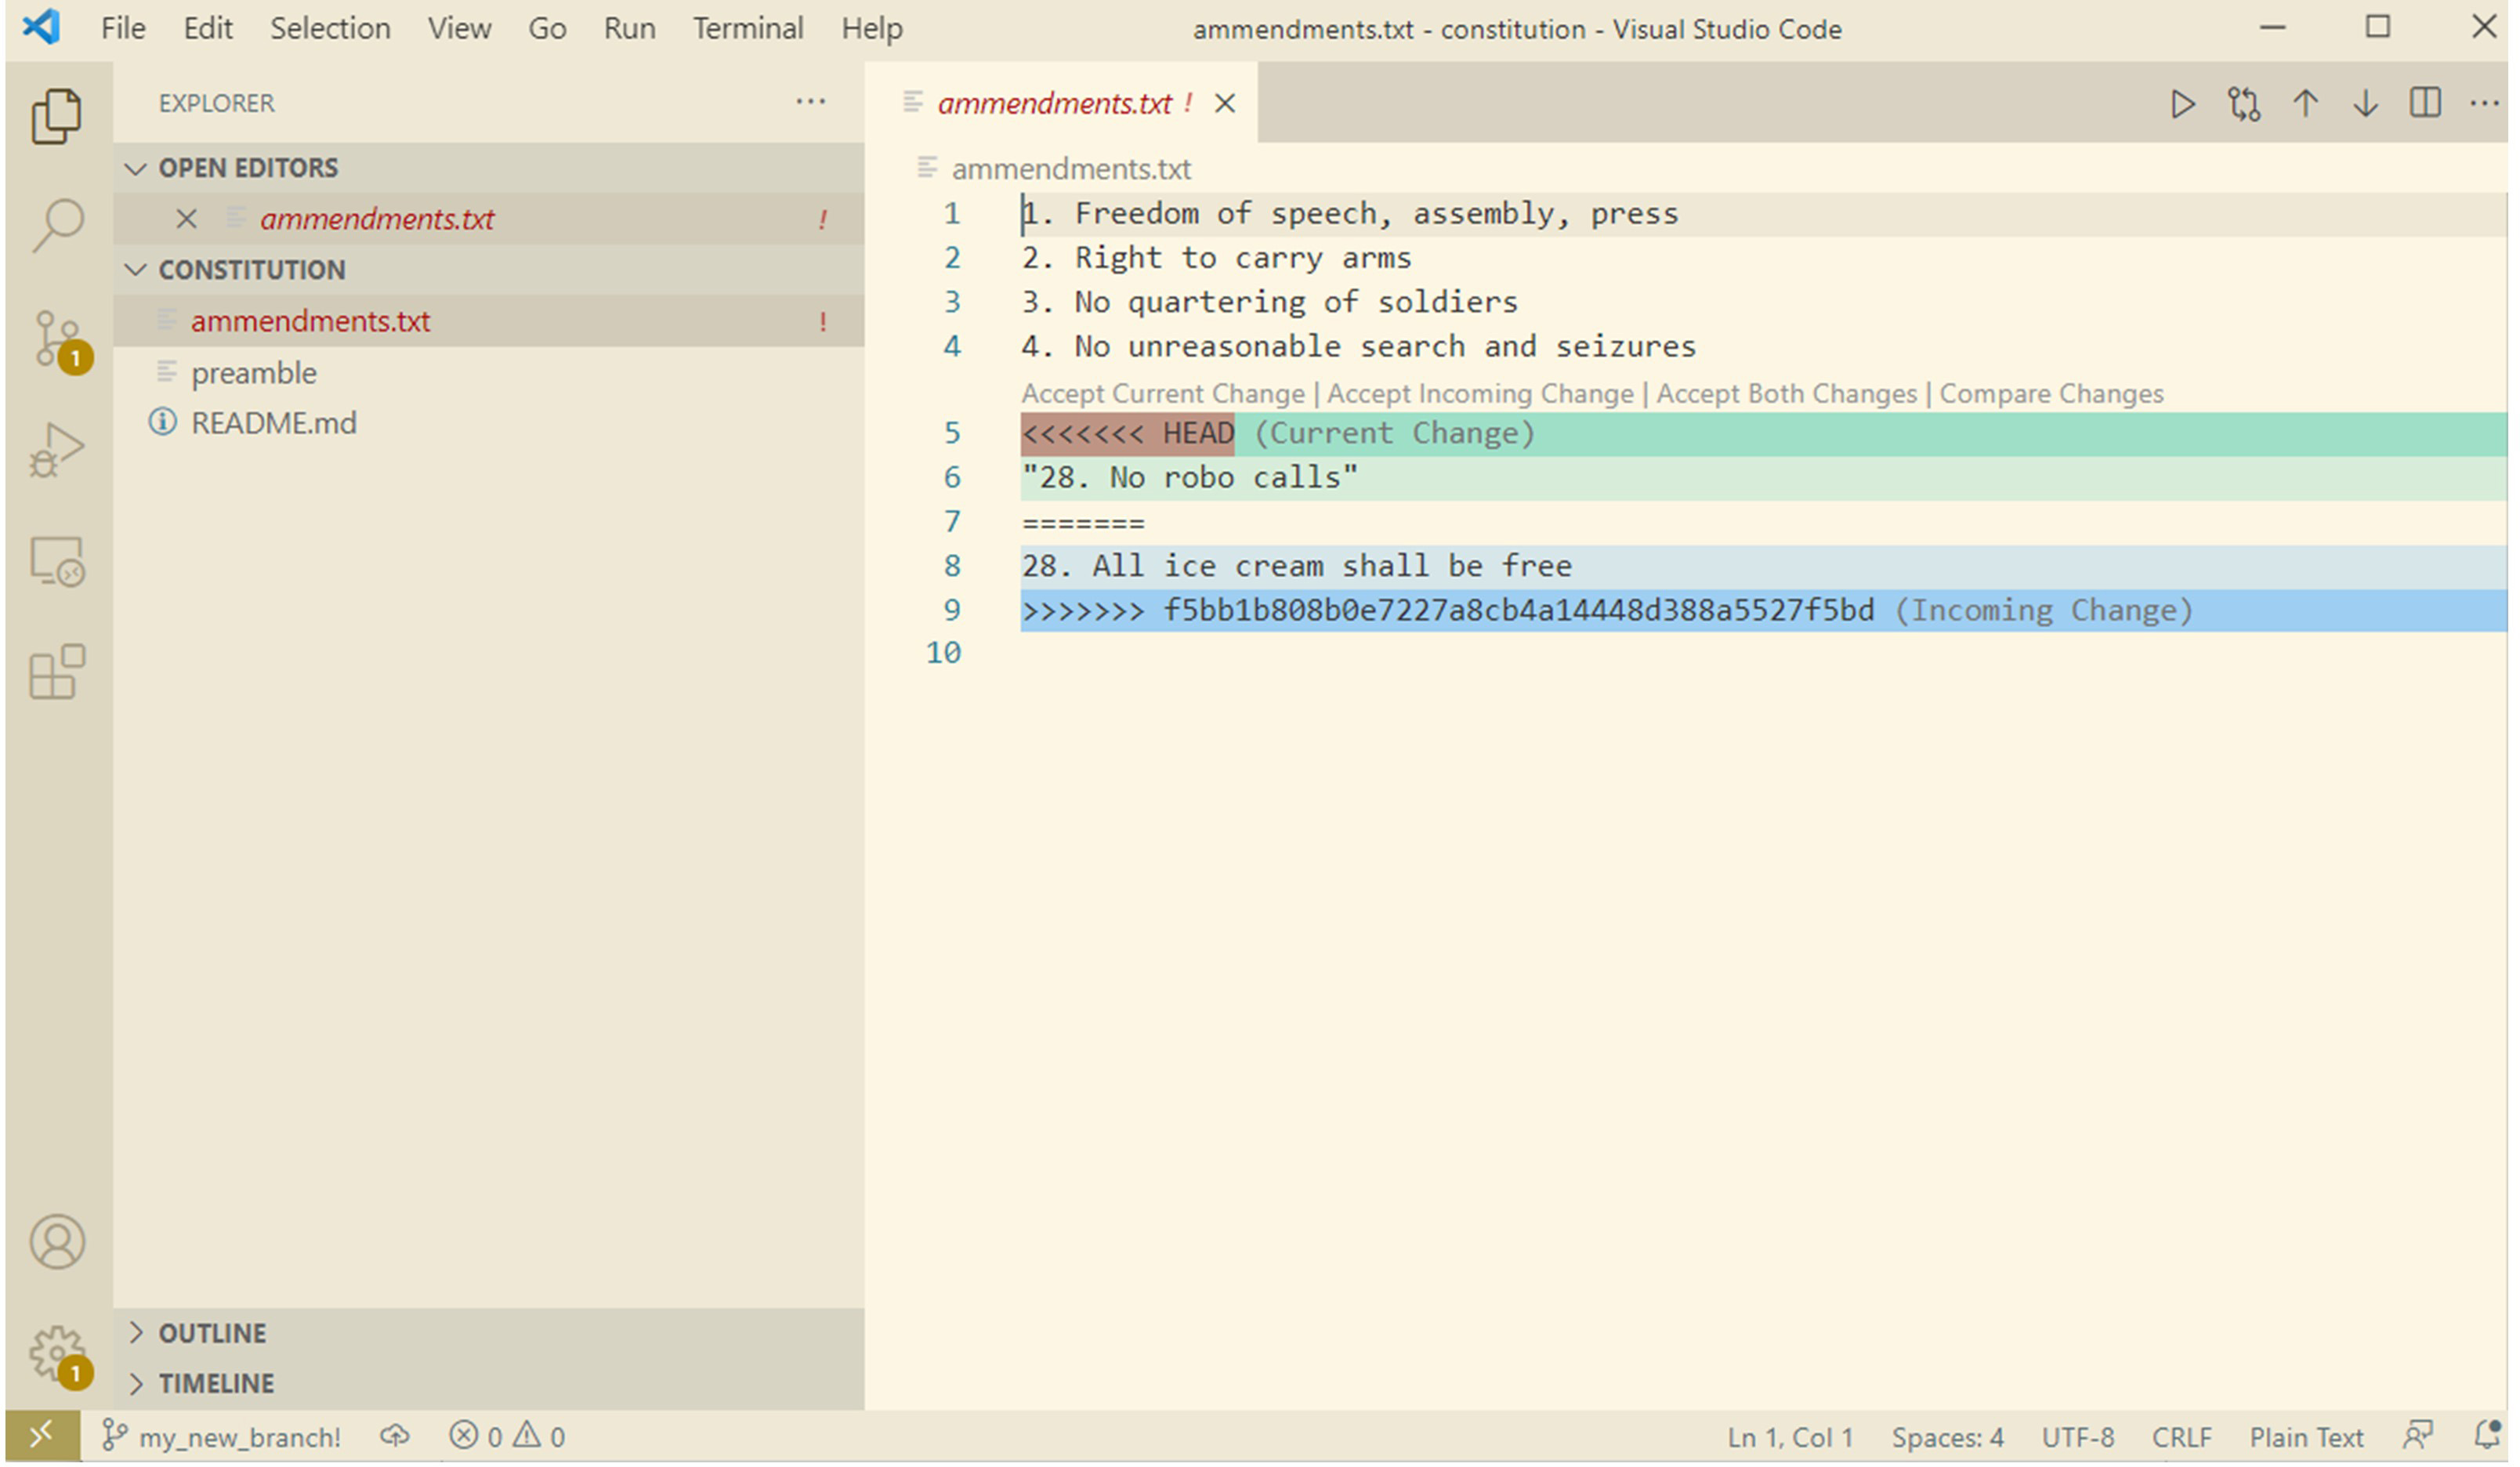 File Edit Selection View Go Run Terminal Help ammendments.txt - constitution - Visual Studio Code
EXPLORER
OPEN EDITORS
ammendments.txt !
CONSTITUTION
ammendments.txt !
preamble
README.md
OUTLINE
TIMELINE
1
1
ammendments.txt !
ammendments.txt
1 1. Freedom of speech, assembly, press
2 2. Right to carry arms
3 3. No quartering of soldiers
4 4. No unreasonable search and seizures
Accept Current Change | Accept Incoming Change | Accept Both Changes | Compare Changes
5 <<<<<<< HEAD (Current Change)
6 "28. No robo calls"
7 =======
8 28. All ice cream shall be free
9 >>>>>>> f5bb1b808b0e7227a8cb4a14448d388a5527f5bd (Incoming Change)
10
my_new_branch! 0 0 Ln 1, Col 1 Spaces: 4 UTF-8 CRLF Plain Text